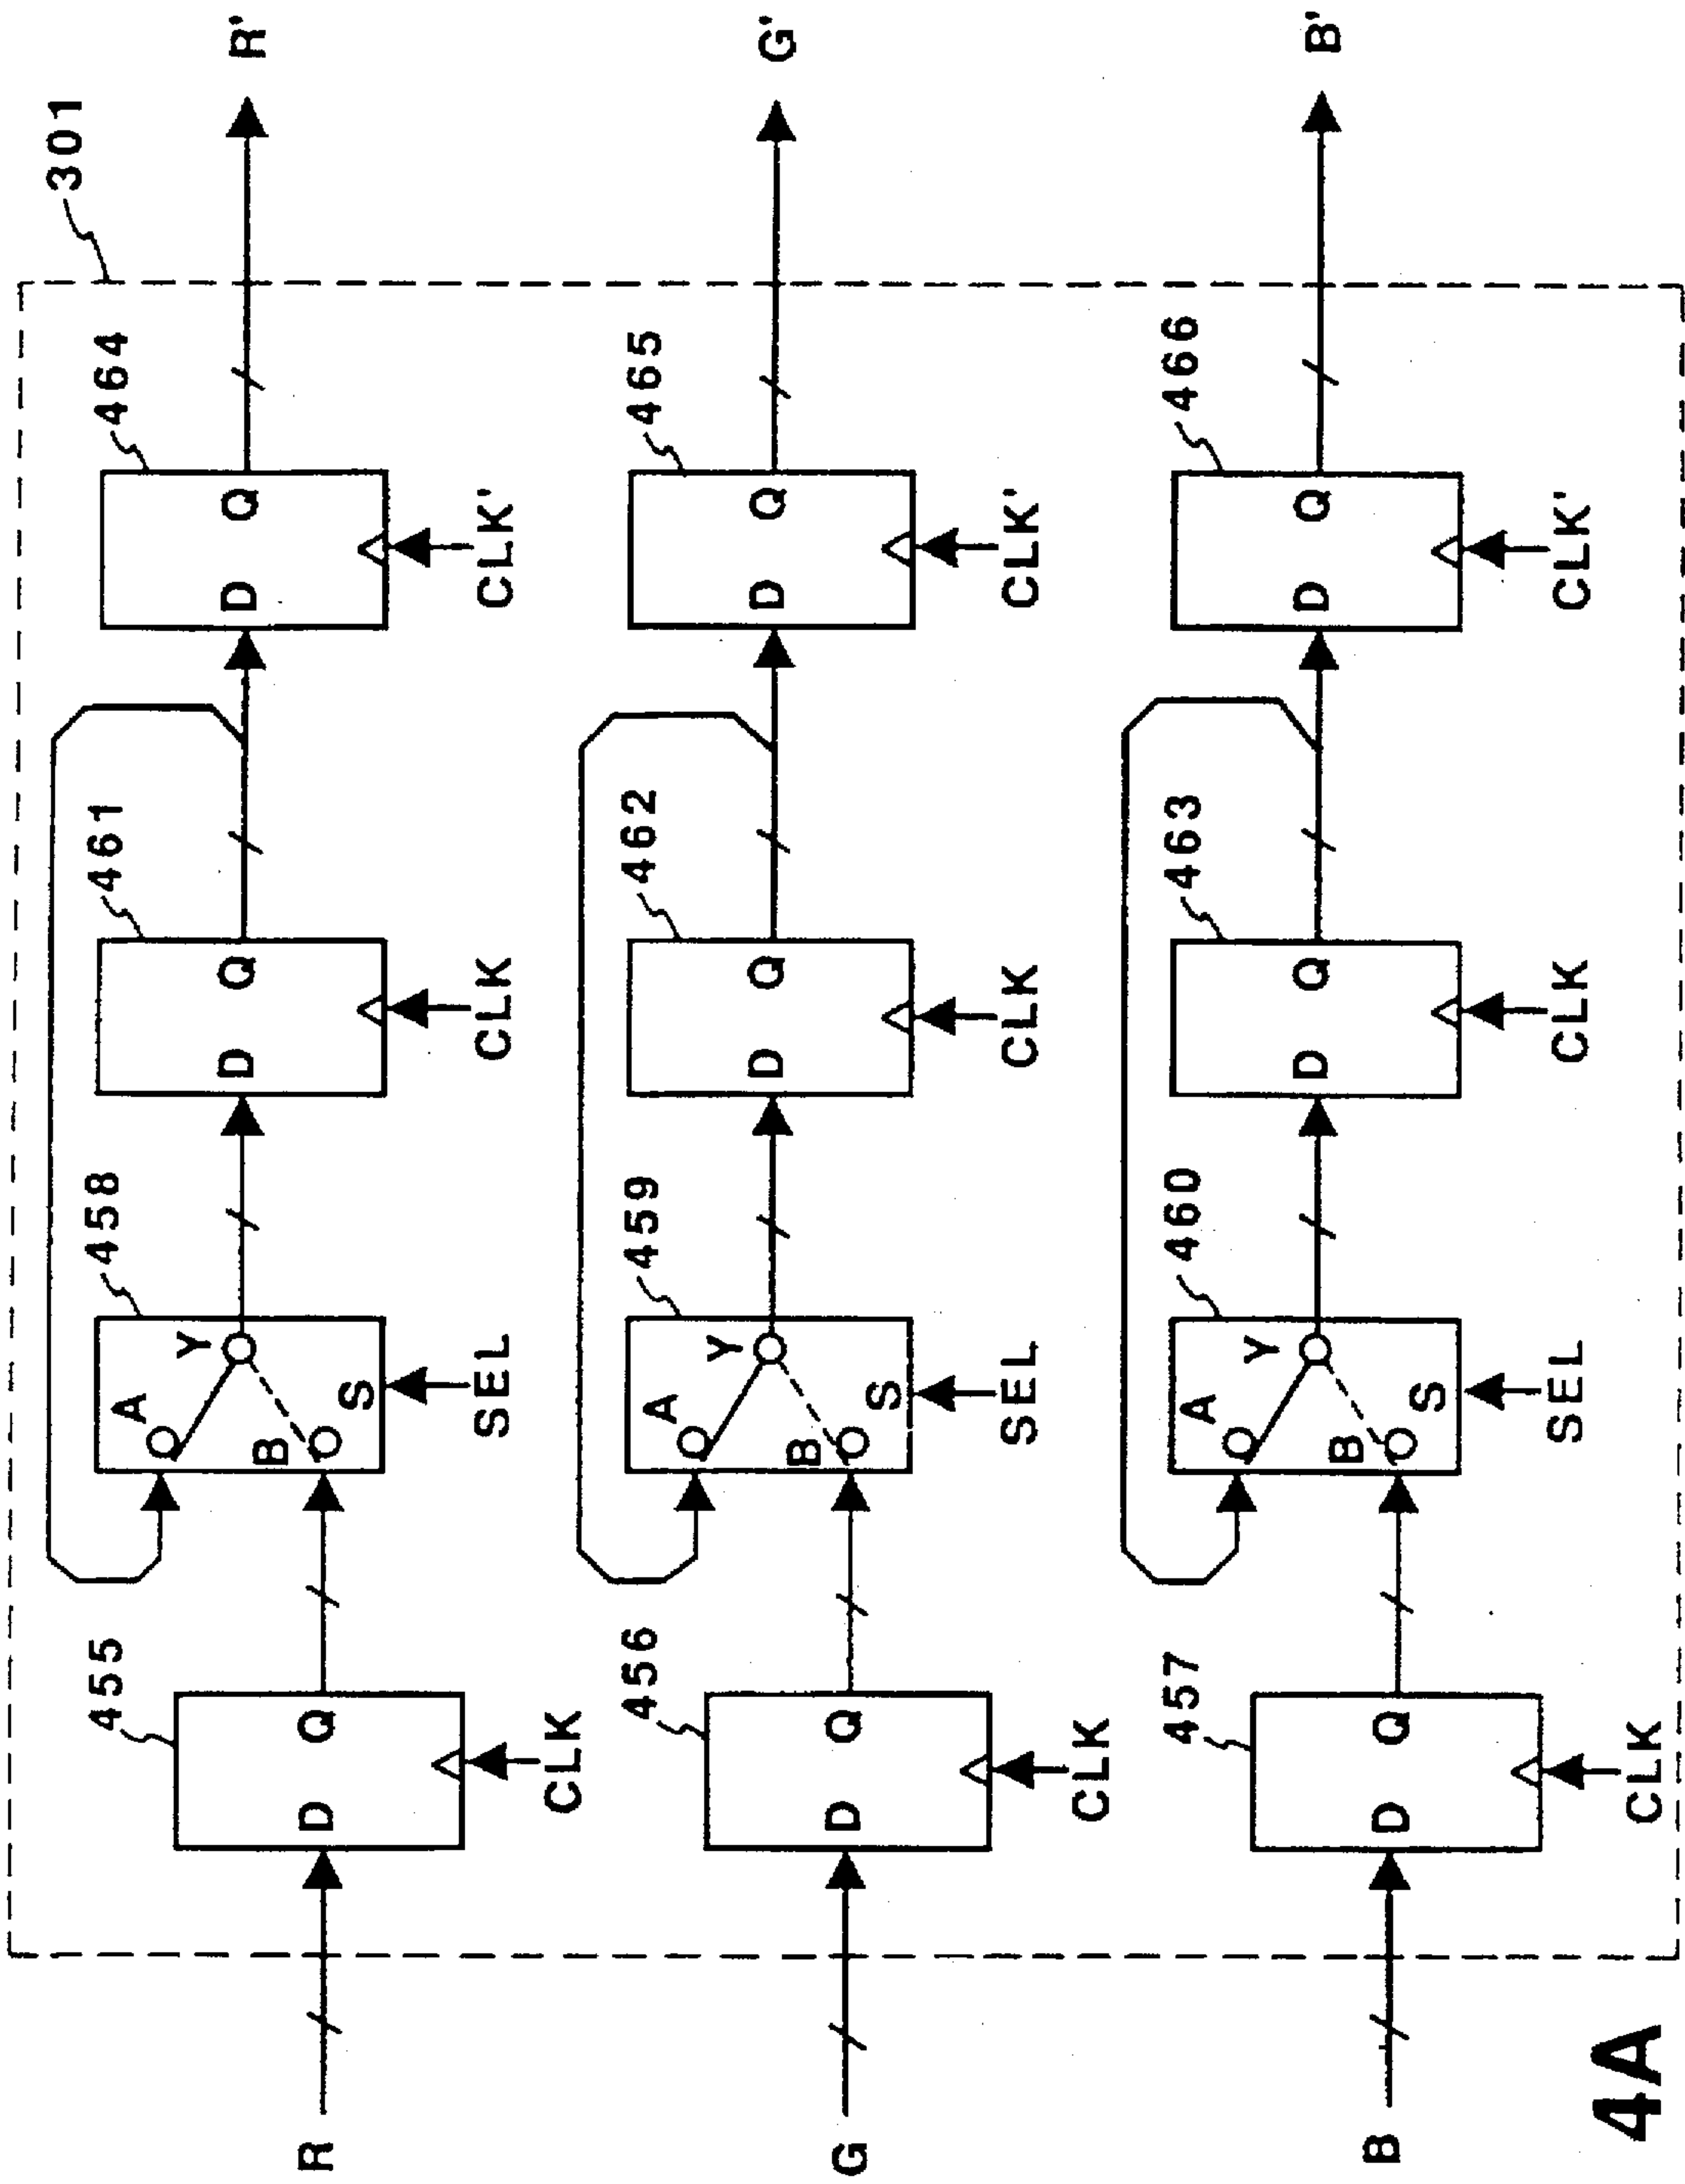 301
R
455
D Q
CLK
458
A
B
Y
S
SEL
461
D Q
CLK
464
D Q
CLK'
R'
G
456
D Q
CLK
459
A
B
Y
S
SEL
462
D Q
CLK
465
D Q
CLK'
G'
B
457
D Q
CLK
460
A
B
Y
S
SEL
463
D Q
CLK
466
D Q
CLK'
B'
4A